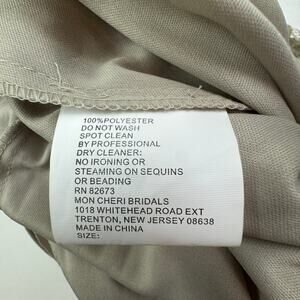 100%POLYESTER
DO NOT WASH
SPOT CLEAN
BY PROFESSIONAL
DRY CLEANER:
NO IRONING OR
STEAMING ON SEQUINS
OR BEADING
RN 82673
MON CHERI BRIDALS
1018 WHITEHEAD ROAD EXT
TRENTON, NEW JERSEY 08638
MADE IN CHINA
SIZE: